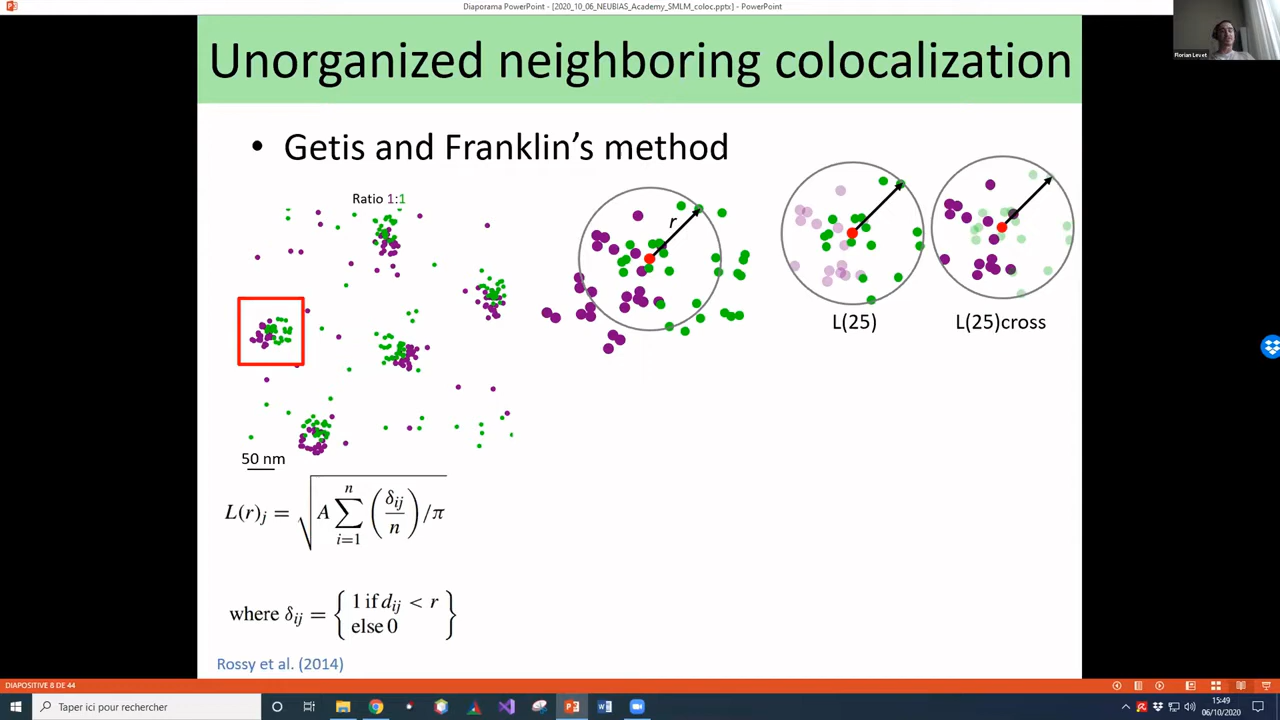 Diaporama PowerPoint - [2020_10_06_NEUBIAS_Academy_SMLM_coloc.pptx] - PowerPoint
Florian Levet
Unorganized neighboring colocalization
• Getis and Franklin's method
Ratio 1:1
r
L(25)
L(25)cross
50 nm
L(r)j = √(A ∑ i=1 n (δij / n) /π)
where δij = { 1 if dij < r
else 0 }
Rossy et al. (2014)
DIAPOSITIVE 8 DE 44
Taper ici pour rechercher
15:49
06/10/2020